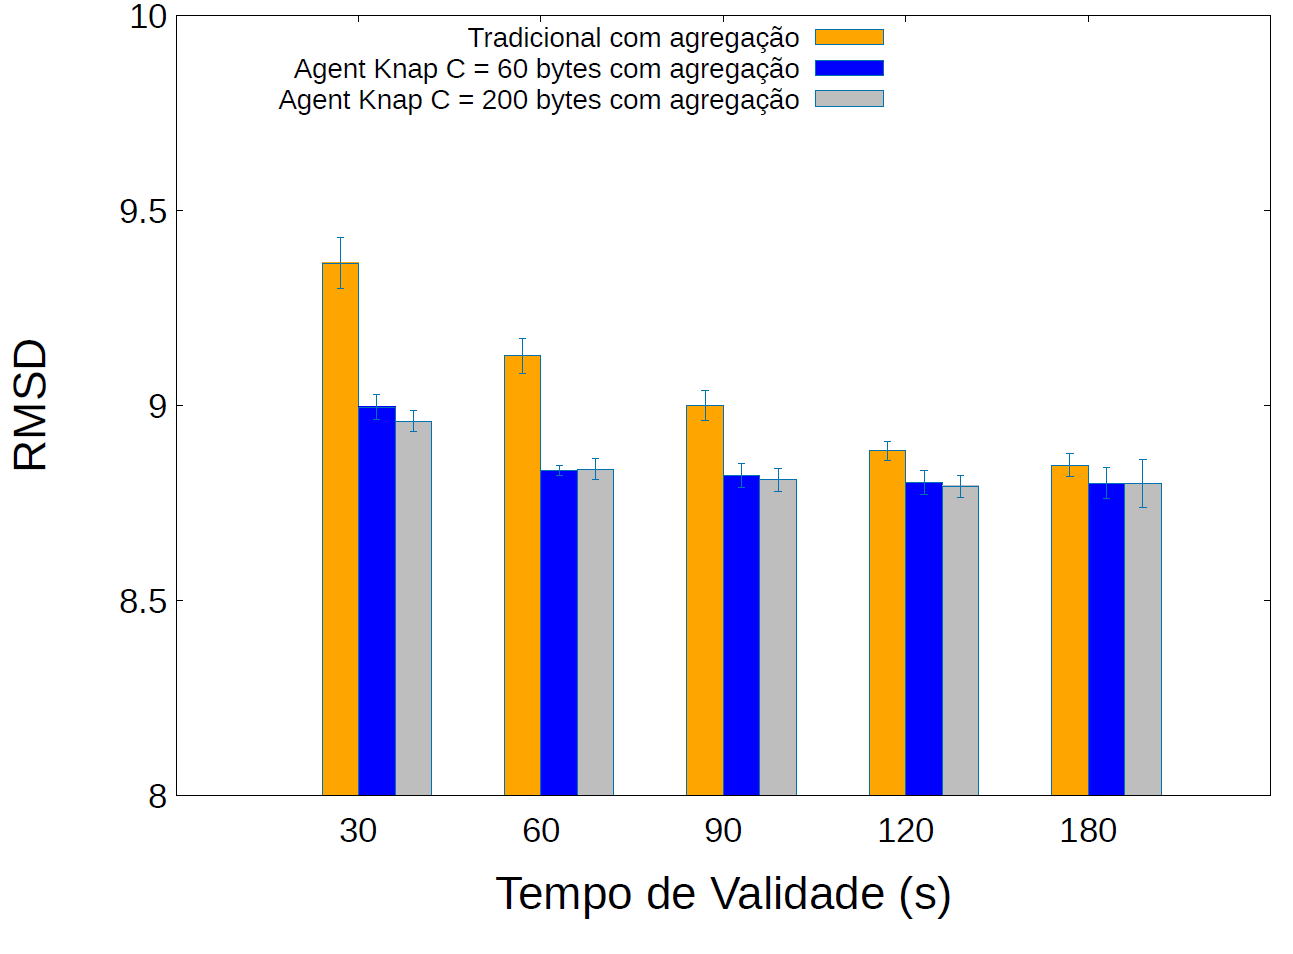 10
Tradicional com agregação
Agent Knap C = 60 bytes com agregação
Agent Knap C = 200 bytes com agregação
9.5
9
8.5
8
RMSD
30 60 90 120 180
Tempo de Validade (s)